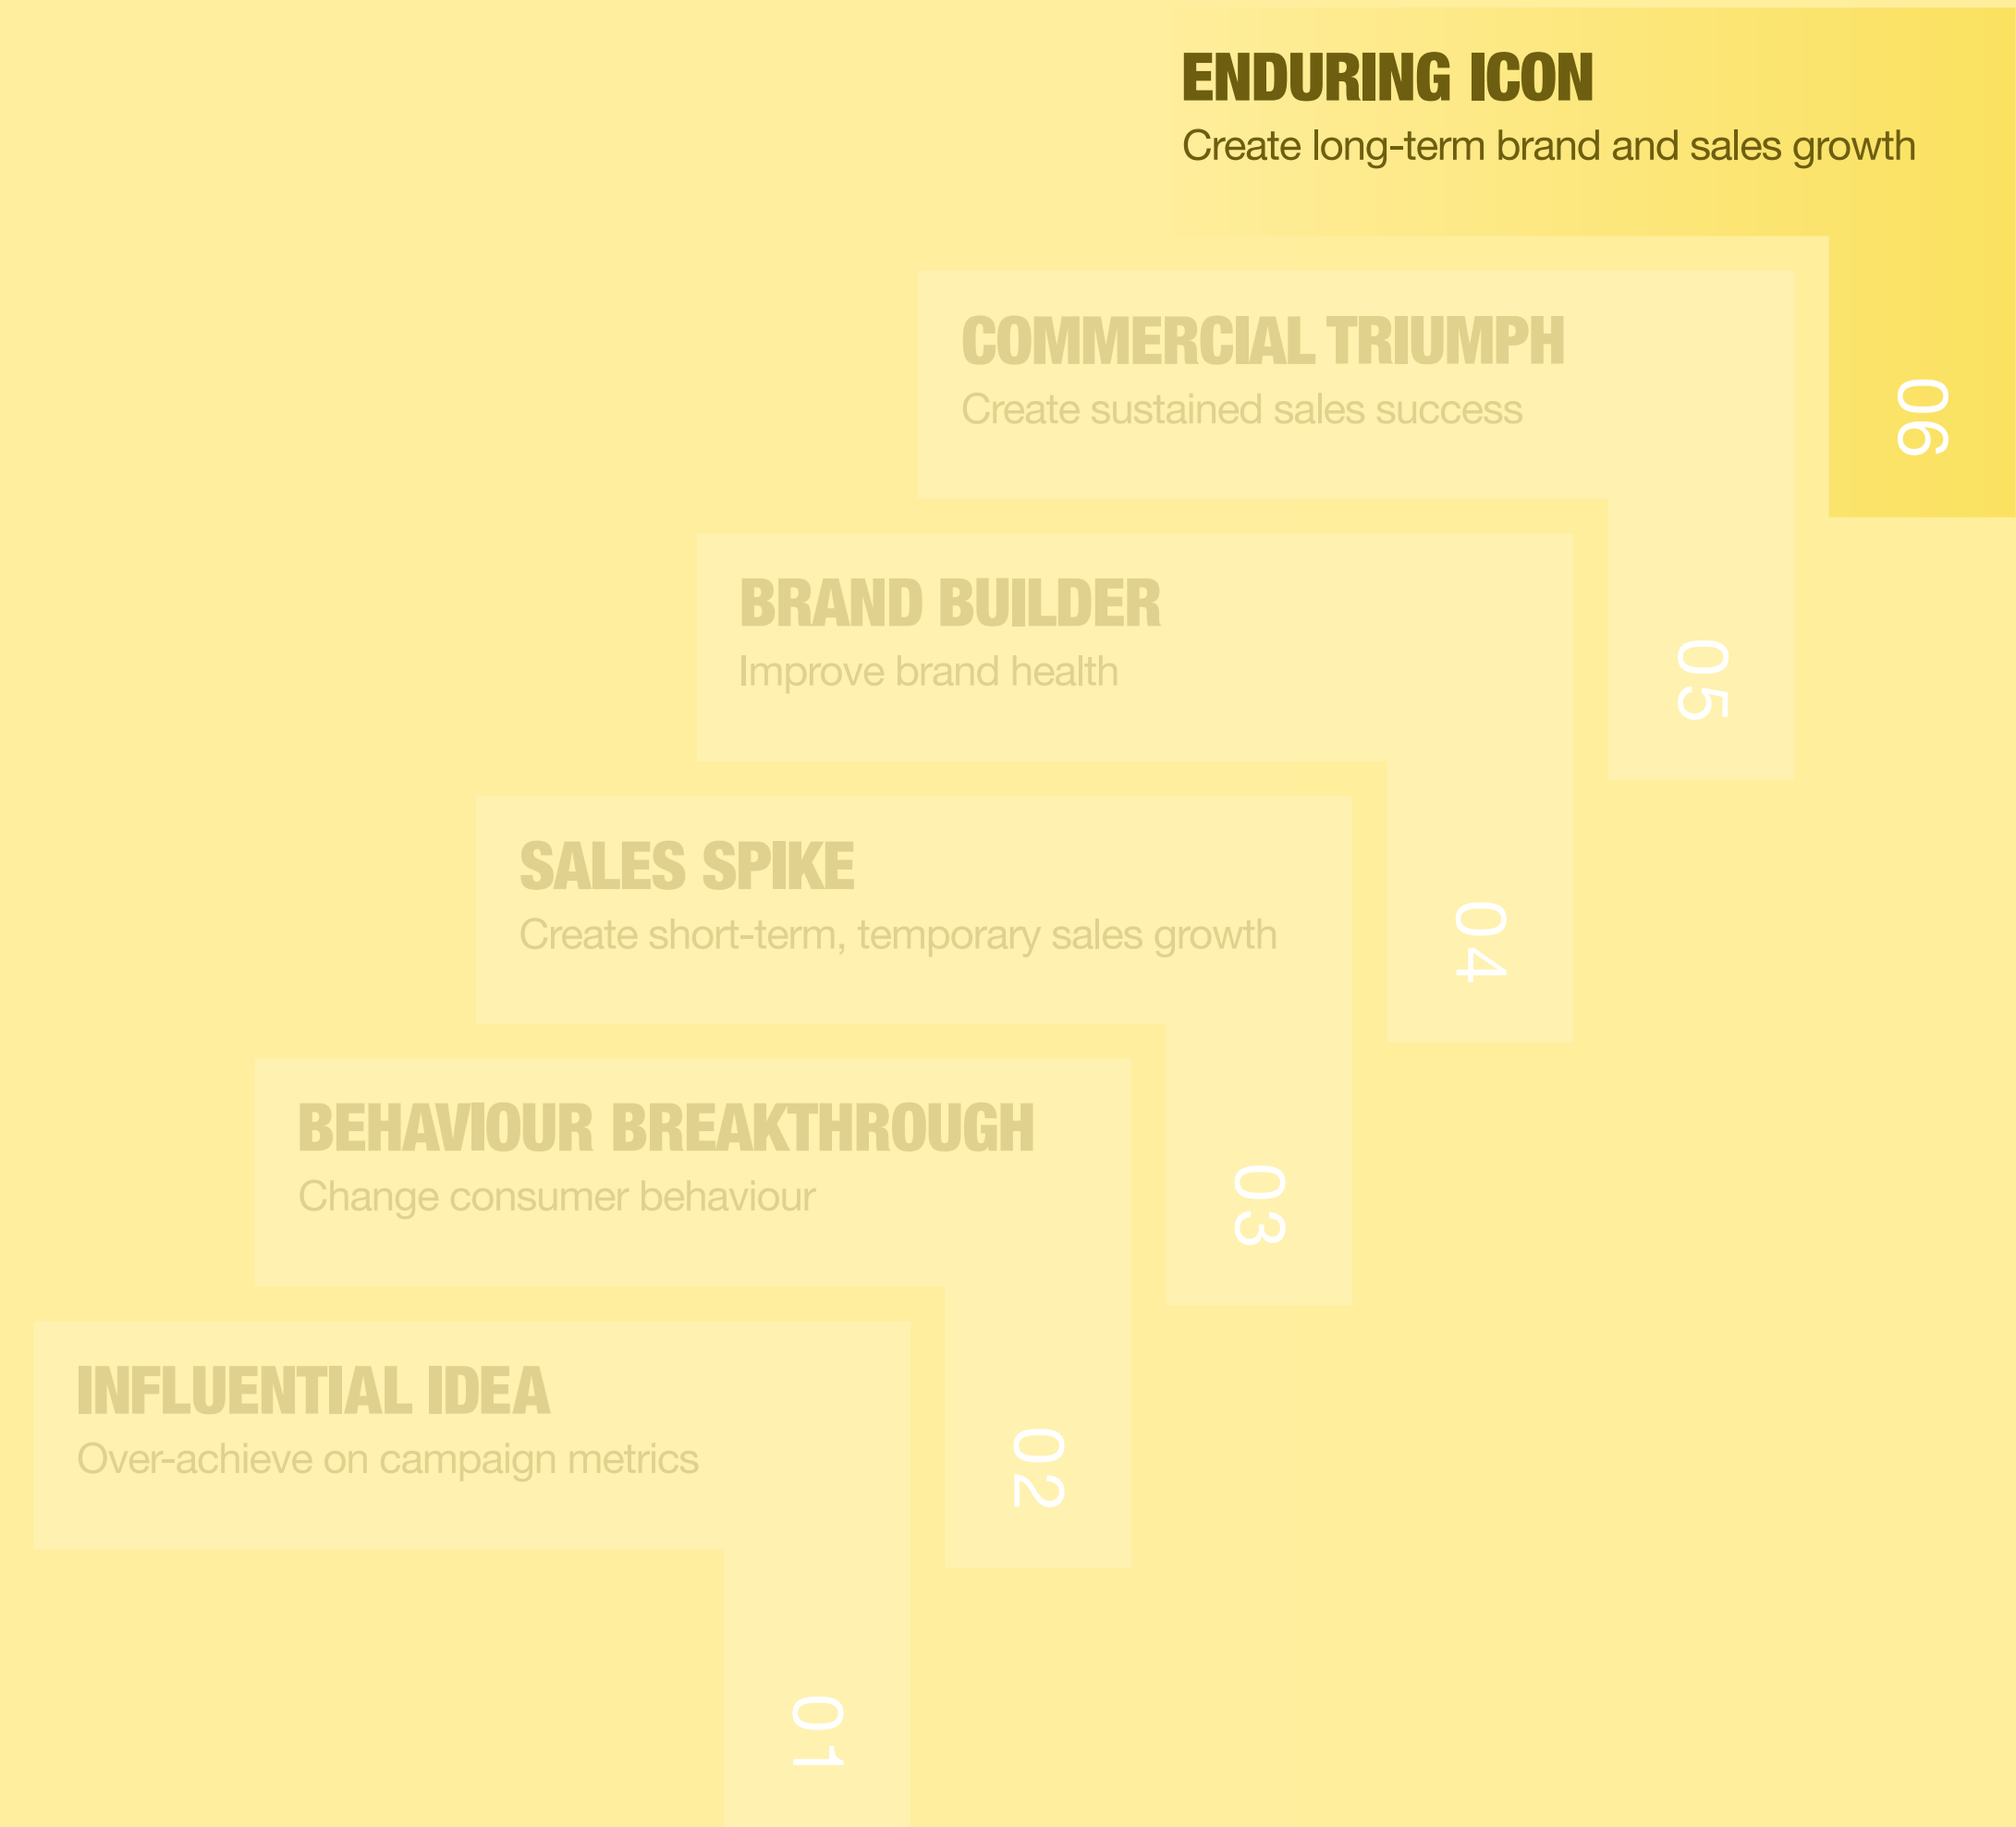 ENDURING ICON
Create long-term brand and sales growth
06
COMMERCIAL TRIUMPH
Create sustained sales success
05
BRAND BUILDER
Improve brand health
04
SALES SPIKE
Create short-term, temporary sales growth
03
BEHAVIOUR BREAKTHROUGH
Change consumer behaviour
02
INFLUENTIAL IDEA
Over-achieve on campaign metrics
01